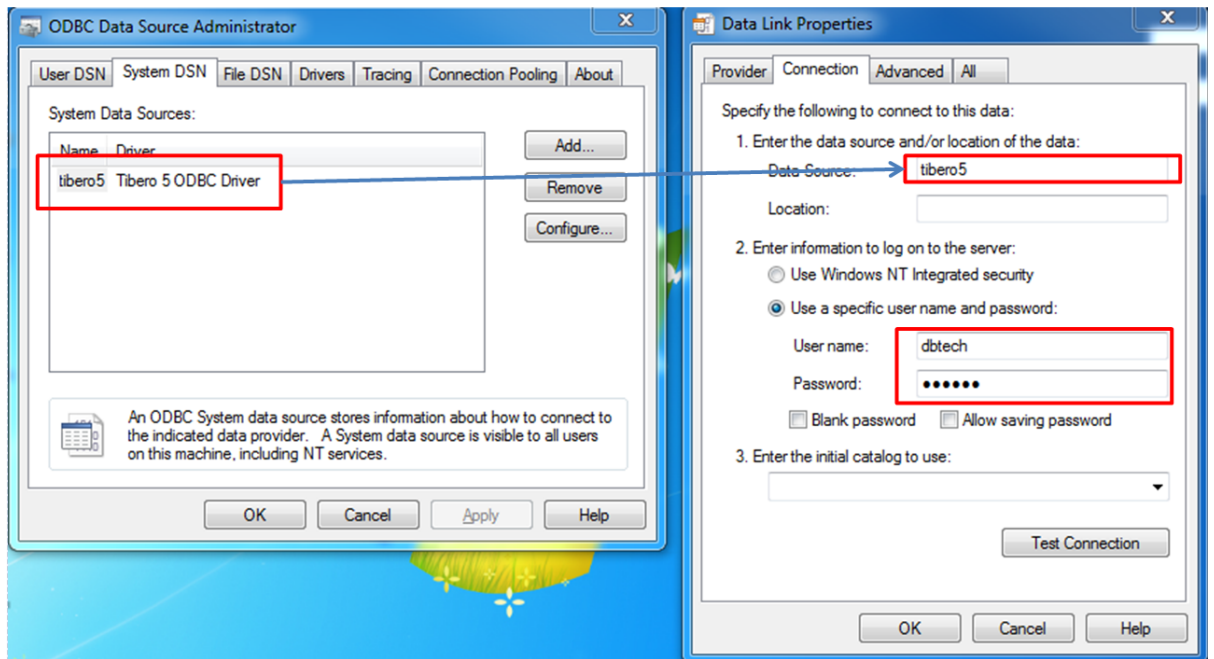 ODBC Data Source Administrator
User DSN System DSN File DSN Drivers Tracing Connection Pooling About
System Data Sources:
Name Driver
tibero5 Tibero 5 ODBC Driver
Add...
Remove
Configure...
An ODBC System data source stores information about how to connect to
the indicated data provider. A System data source is visible to all users
on this machine, including NT services.
OK Cancel Apply Help
Data Link Properties
Provider Connection Advanced All
Specify the following to connect to this data:
1. Enter the data source and/or location of the data:
Data Source: tibero5
Location:
2. Enter information to log on to the server:
Use Windows NT Integrated security
Use a specific user name and password:
User name: dbtech
Password: ●●●●●●
Blank password Allow saving password
3. Enter the initial catalog to use:
Test Connection
OK Cancel Help